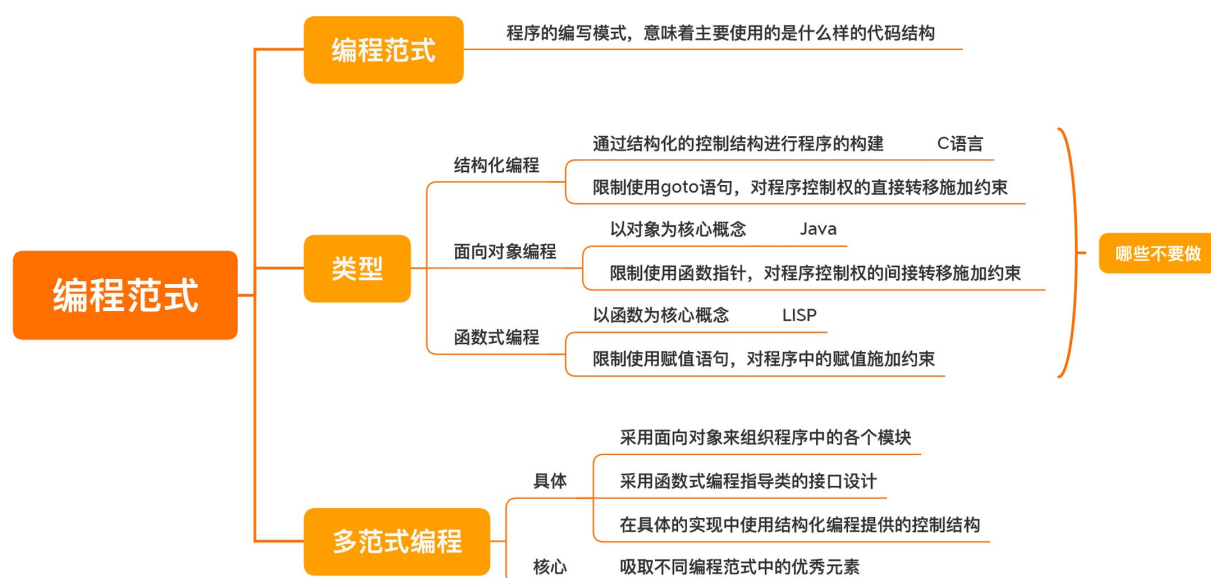 编程范式
编程范式
程序的编写模式，意味着主要使用的是什么样的代码结构
类型
结构化编程
通过结构化的控制结构进行程序的构建 C语言
限制使用goto语句，对程序控制权的直接转移施加约束
面向对象编程
以对象为核心概念 Java
限制使用函数指针，对程序控制权的间接转移施加约束
函数式编程
以函数为核心概念 LISP
限制使用赋值语句，对程序中的赋值施加约束
哪些不要做
多范式编程
具体
采用面向对象来组织程序中的各个模块
采用函数式编程指导类的接口设计
在具体的实现中使用结构化编程提供的控制结构
核心
吸取不同编程范式中的优秀元素